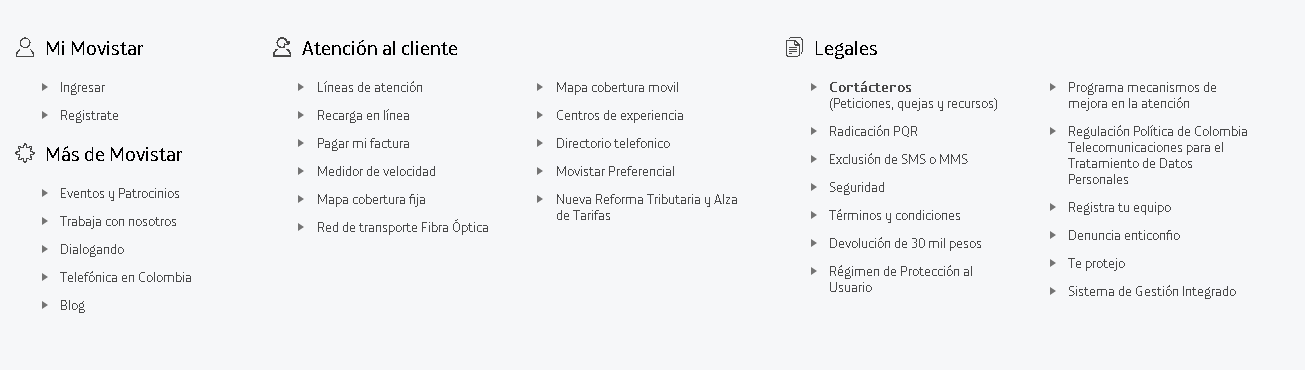 Mi Movistar
Ingresar
Registrate
Más de Movistar
Eventos y Patrocinios
Trabaja con nosotros
Dialogando
Telefónica en Colombia
Blog
Atención al cliente
Líneas de atención
Recarga en línea
Pagar mi factura
Medidor de velocidad
Mapa cobertura fija
Red de transporte Fibra Óptica
Mapa cobertura movil
Centros de experiencia
Directorio telefonico
Movistar Preferencial
Nueva Reforma Tributaria y Alza
de Tarifas
Legales
Cortácteros
(Peticiones, quejas y recursos)
Radicación PQR
Exclusión de SMS o MMS
Seguridad
Términos y condiciones
Devolución de 30 mil pesos
Régimen de Protección al
Usuario
Programa mecanismos de
mejora en la atención
Regulación Política de Colombia
Telecomunicaciones para el
Tratamiento de Datos
Personales
Registra tu equipo
Denuncia enticonfio
Te protejo
Sistema de Gestión Integrado